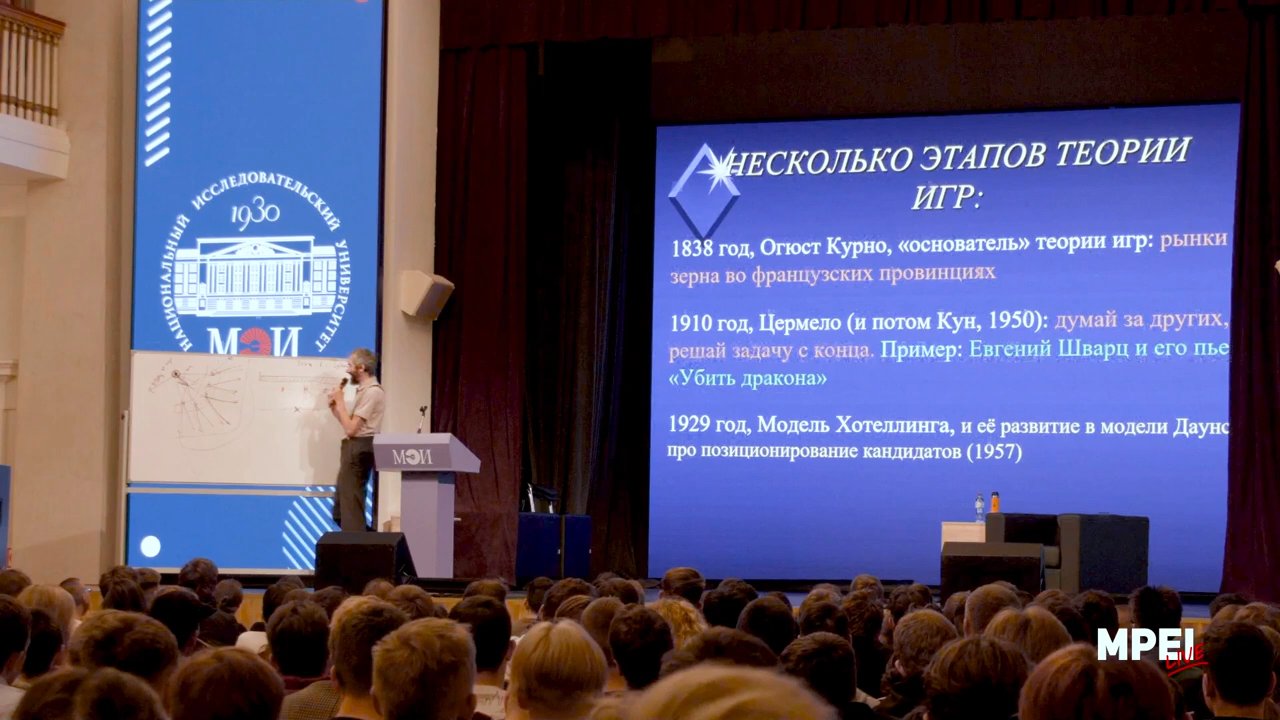 НАЦИОНАЛЬНЫЙ ИССЛЕДОВАТЕЛЬСКИЙ УНИВЕРСИТЕТ
1930
МЭИ
МЭИ
НЕСКОЛЬКО ЭТАПОВ ТЕОРИИ
ИГР:
1838 год, Огюст Курно, «основатель» теории игр: рынки
зерна во французских провинциях
1910 год, Цермело (и потом Кун, 1950): думай за других,
решай задачу с конца. Пример: Евгений Шварц и его пье
«Убить дракона»
1929 год, Модель Хотеллинга, и её развитие в модели Даунс
про позиционирование кандидатов (1957)
MPEI
LIVE